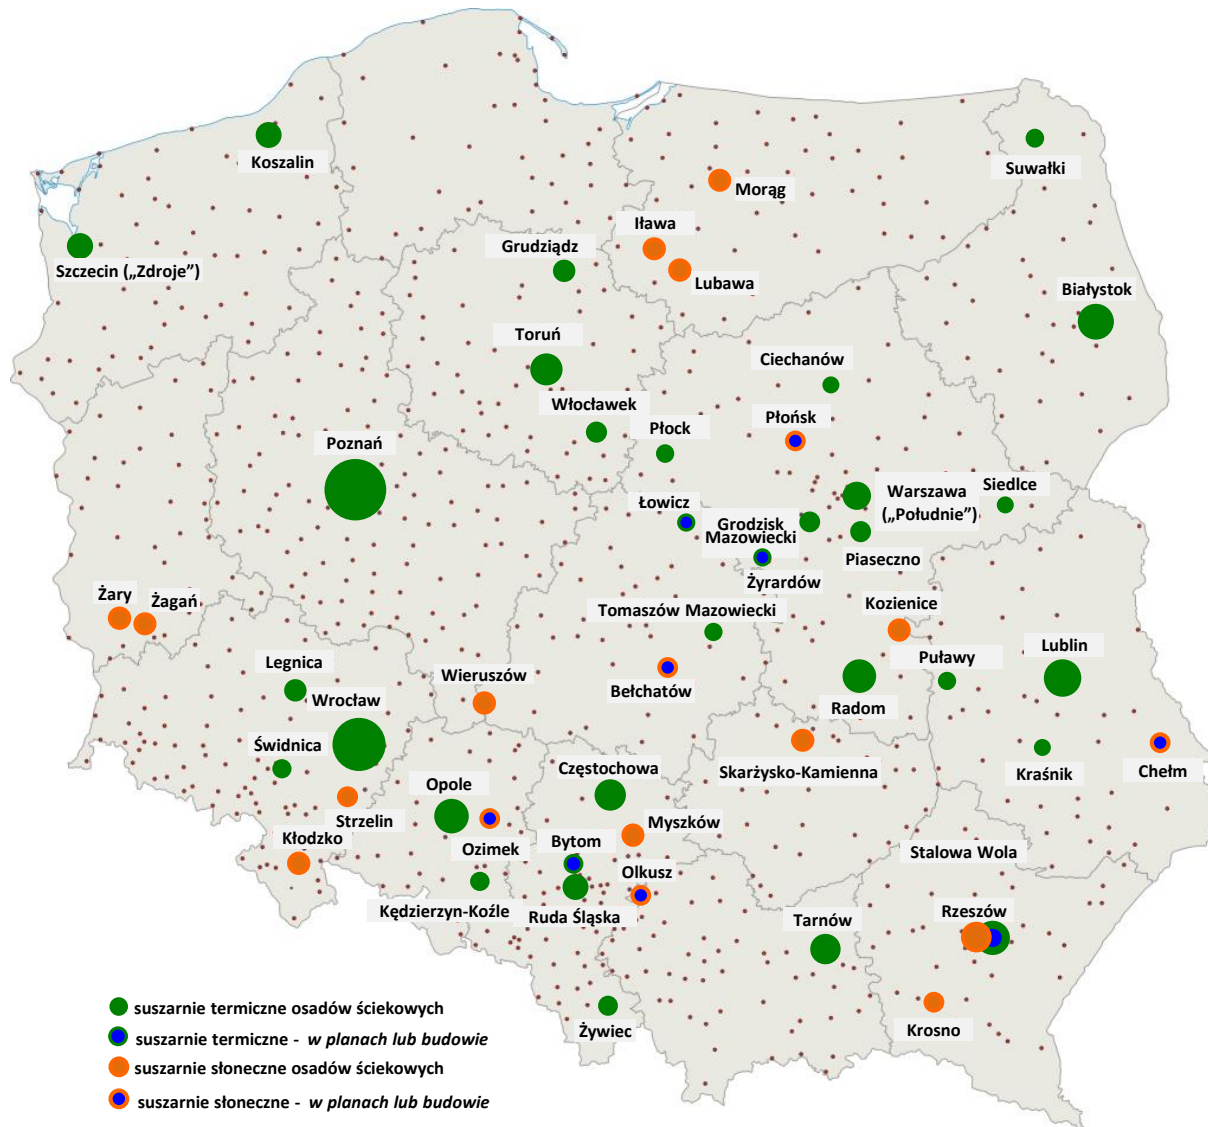 Koszalin
Suwałki
Morąg
Iława
Grudziądz
Szczecin („Zdroje”)
Lubawa
Białystok
Toruń
Ciechanów
Włocławek
Płońsk
Płock
Poznań
Siedlce
Warszawa
(„Południe”)
Łowicz
Grodzisk
Mazowiecki
Piaseczno
Żyrardów
Żary
Żagań
Kozienice
Tomaszów Mazowiecki
Lublin
Puławy
Legnica
Wieruszów
Bełchatów
Wrocław
Radom
Świdnica
Częstochowa
Skarżysko-Kamienna
Kraśnik
Chełm
Opole
Strzelin
Myszków
Kłodzko
Ozimek
Bytom
Stalowa Wola
Olkusz
Kędzierzyn-Koźle
Ruda Śląska
Tarnów
Rzeszów
Krosno
Żywiec
suszarnie termiczne osadów ściekowych
suszarnie termiczne - w planach lub budowie
suszarnie słoneczne osadów ściekowych
suszarnie słoneczne - w planach lub budowie